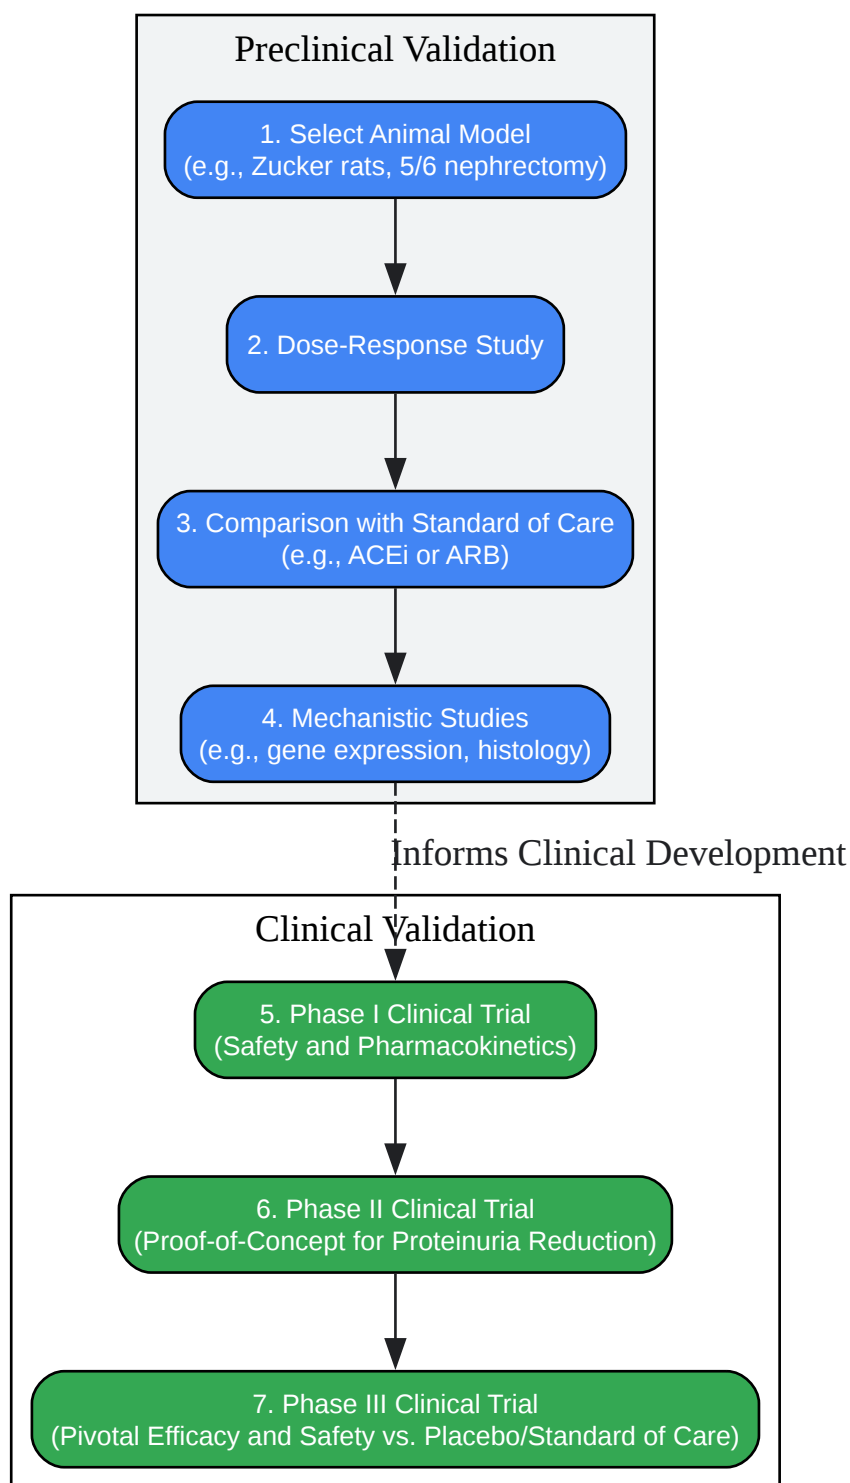 Preclinical Validation
1. Select Animal Model
(e.g., Zucker rats, 5/6 nephrectomy)
2. Dose-Response Study
3. Comparison with Standard of Care
(e.g., ACEi or ARB)
4. Mechanistic Studies
(e.g., gene expression, histology)
Informs Clinical Development
Clinical Validation
5. Phase I Clinical Trial
(Safety and Pharmacokinetics)
6. Phase II Clinical Trial
(Proof-of-Concept for Proteinuria Reduction)
7. Phase III Clinical Trial
(Pivotal Efficacy and Safety vs. Placebo/Standard of Care)